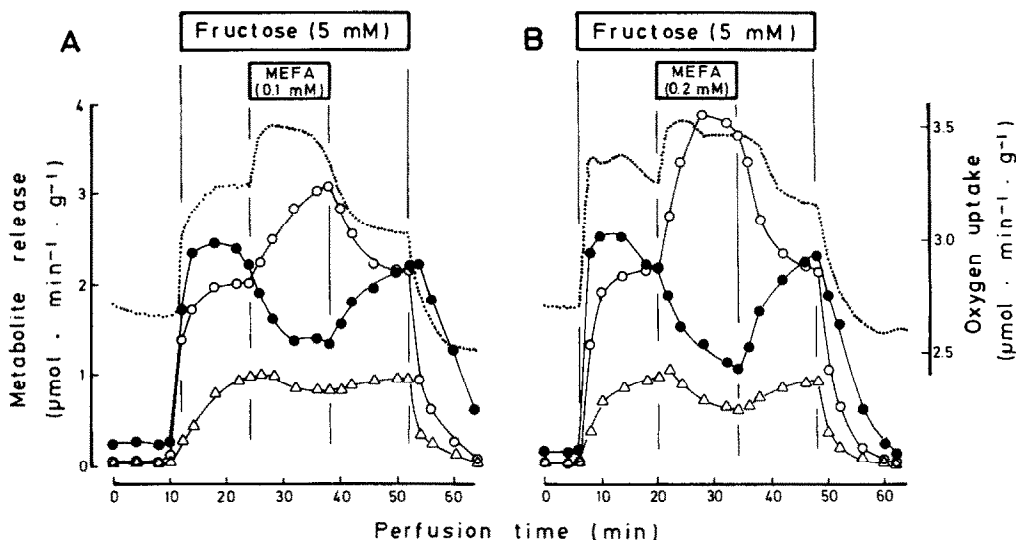 A
Fructose (5 mM)
MEFA
(0.1 mM)
B
Fructose (5 mM)
MEFA
(0.2 mM)
Metabolite release
(μmol · min⁻¹ · g⁻¹)
4
3
2
1
0
0 10 20 30 40 50 60
0 10 20 30 40 50 60
3.5
3.0
2.5
Oxygen uptake
(μmol · min⁻¹ · g⁻¹)
Perfusion time (min)